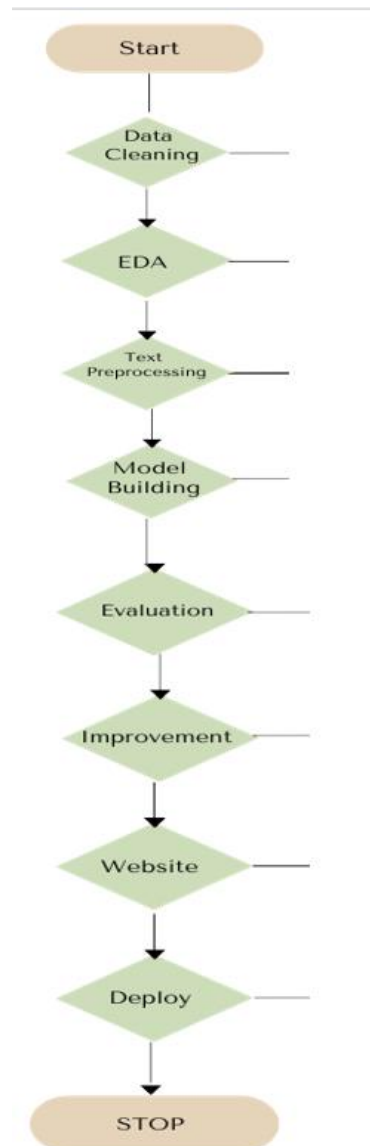 Start
Data
Cleaning
EDA
Text
Preprocessing
Model
Building
Evaluation
Improvement
Website
Deploy
STOP